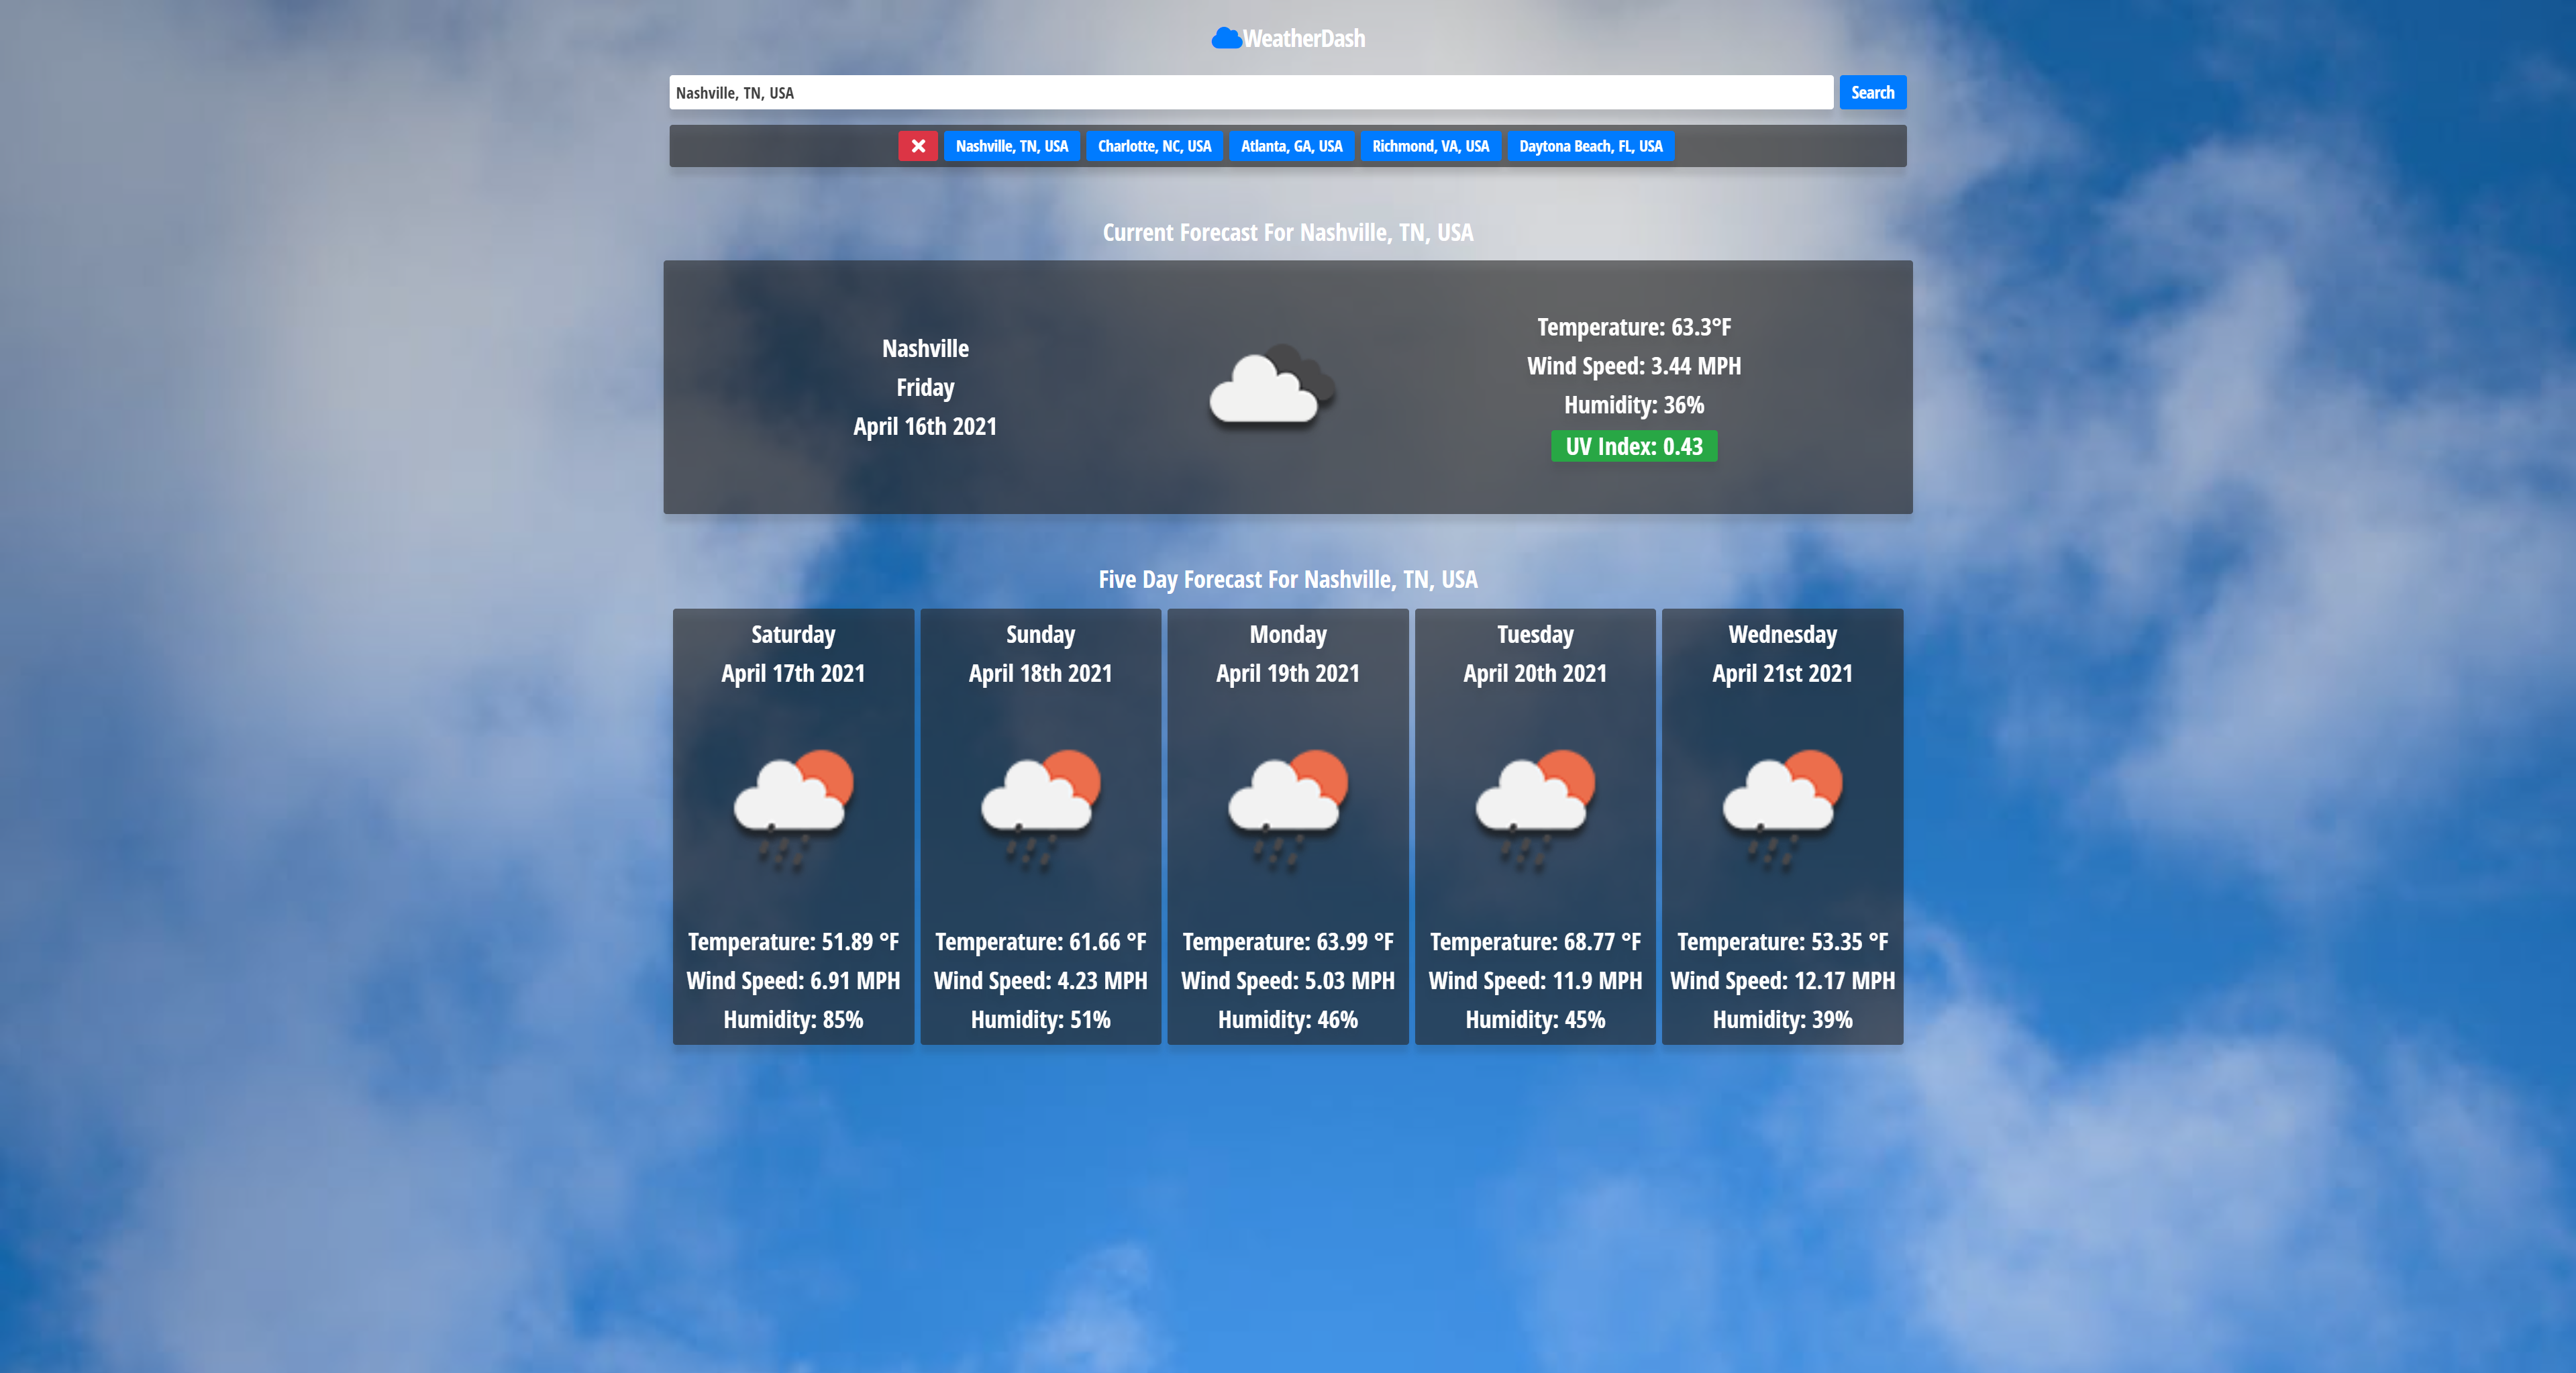 WeatherDash
Nashville, TN, USA
Search
Nashville, TN, USA
Charlotte, NC, USA
Atlanta, GA, USA
Richmond, VA, USA
Daytona Beach, FL, USA
Current Forecast For Nashville, TN, USA
Nashville
Friday
April 16th 2021
Temperature: 63.3°F
Wind Speed: 3.44 MPH
Humidity: 36%
UV Index: 0.43
Five Day Forecast For Nashville, TN, USA
Saturday
April 17th 2021
Temperature: 51.89 °F
Wind Speed: 6.91 MPH
Humidity: 85%
Sunday
April 18th 2021
Temperature: 61.66 °F
Wind Speed: 4.23 MPH
Humidity: 51%
Monday
April 19th 2021
Temperature: 63.99 °F
Wind Speed: 5.03 MPH
Humidity: 46%
Tuesday
April 20th 2021
Temperature: 68.77 °F
Wind Speed: 11.9 MPH
Humidity: 45%
Wednesday
April 21st 2021
Temperature: 53.35 °F
Wind Speed: 12.17 MPH
Humidity: 39%